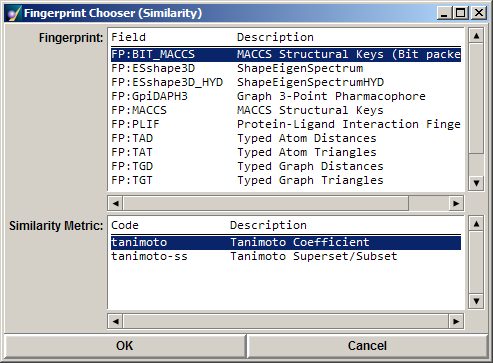 Fingerprint Chooser (Similarity)
Fingerprint: Field Description
FP:BIT_MACCS MACCS Structural Keys (Bit packe
FP:ESshape3D ShapeEigenSpectrum
FP:ESshape3D_HYD ShapeEigenSpectrumHYD
FP:GpiDAPH3 Graph 3-Point Pharmacophore
FP:MACCS MACCS Structural Keys
FP:PLIF Protein-Ligand Interaction Finge
FP:TAD Typed Atom Distances
FP:TAT Typed Atom Triangles
FP:TGD Typed Graph Distances
FP:TGT Typed Graph Triangles
Similarity Metric: Code Description
tanimoto Tanimoto Coefficient
tanimoto-ss Tanimoto Superset/Subset
OK Cancel